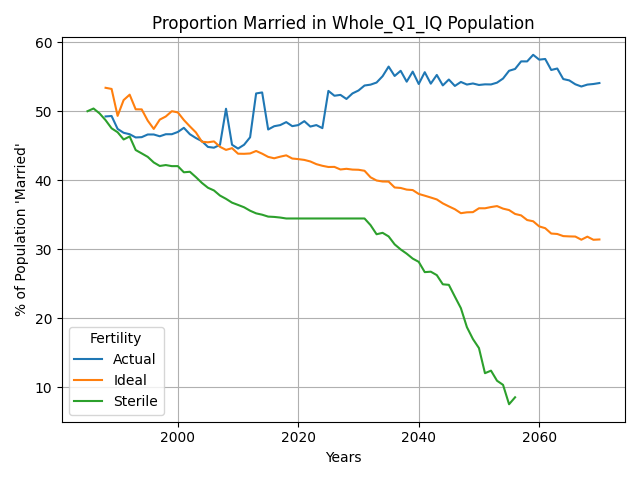 Proportion Married in Whole_Q1_IQ Population
% of Population 'Married'
60
50
40
30
20
10
Fertility
Actual
Ideal
Sterile
2000
2020
2040
2060
Years